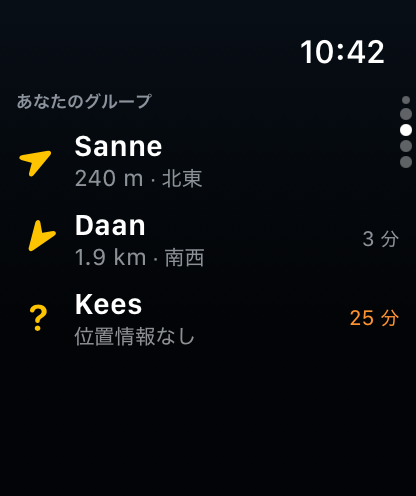 10:42
あなたのグループ
Sanne
240 m · 北東
Daan
1.9 km · 南西
3 分
Kees
位置情報なし
25 分